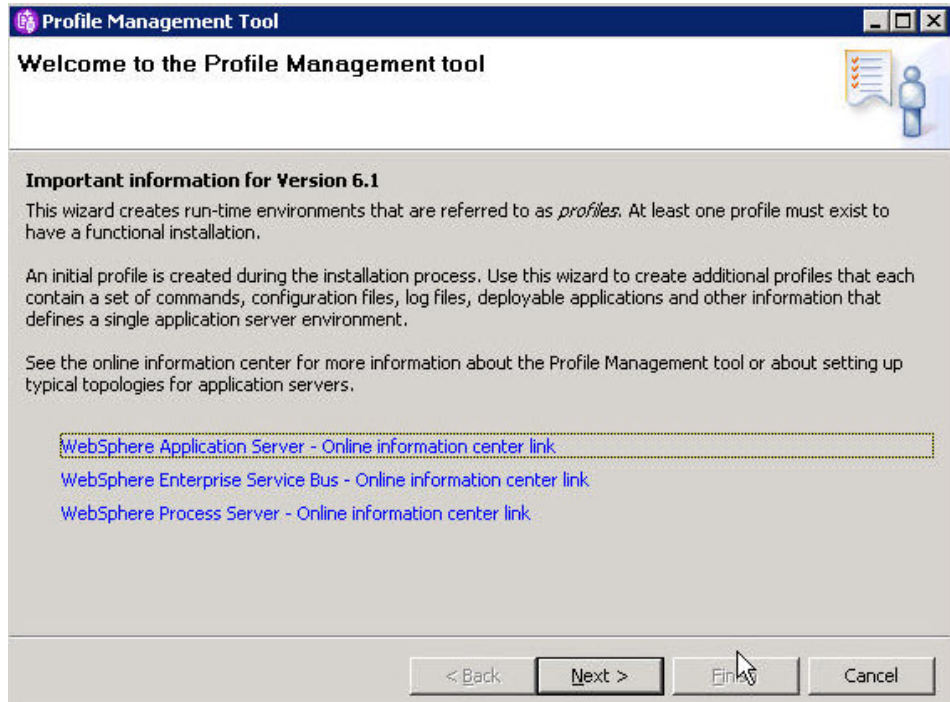 Profile Management Tool
Welcome to the Profile Management tool
Important information for Version 6.1
This wizard creates run-time environments that are referred to as profiles. At least one profile must exist to
have a functional installation.
An initial profile is created during the installation process. Use this wizard to create additional profiles that each
contain a set of commands, configuration files, log files, deployable applications and other information that
defines a single application server environment.
See the online information center for more information about the Profile Management tool or about setting up
typical topologies for application servers.
WebSphere Application Server - Online information center link
WebSphere Enterprise Service Bus - Online information center link
WebSphere Process Server - Online information center link
< Back Next > Finish Cancel